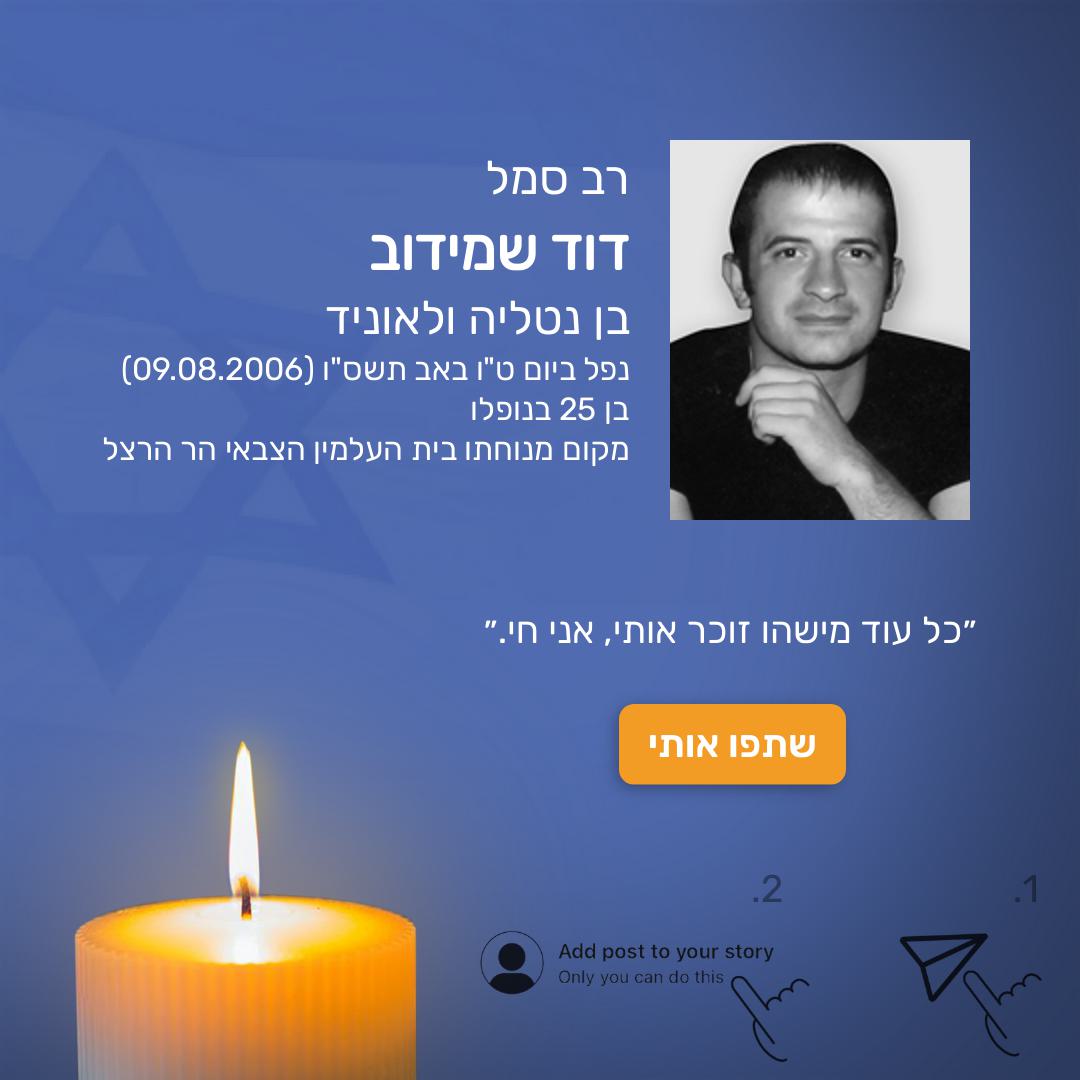 רב סמל
דוד שמידוב
בן נטליה ולאוניד
נפל ביום ט"ו באב תשס"ו (09.08.2006)
בן 25 בנופלו
מקום מנוחתו בית העלמין הצבאי הר הרצל
״כל עוד מישהו זוכר אותי, אני חי.״
שתפו אותי
1.
2.
Add post to your story
Only you can do this